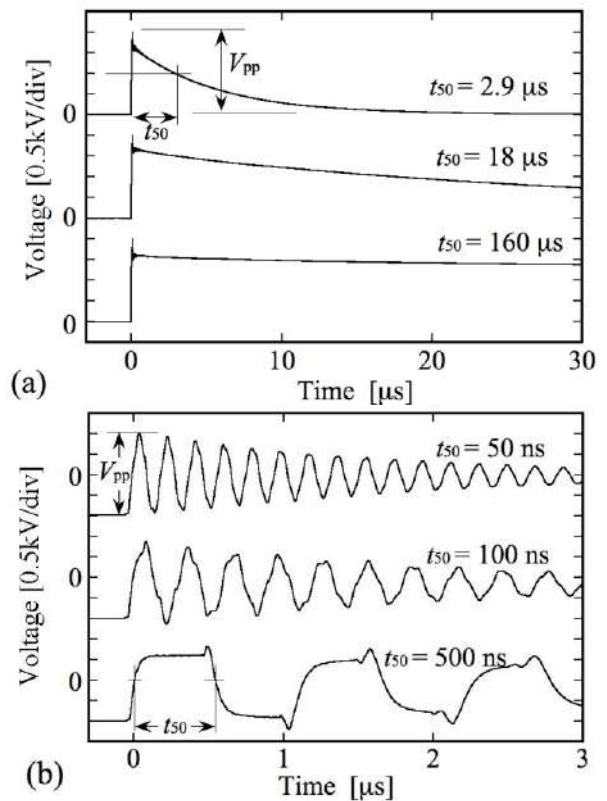 Voltage [0.5kV/div]
Vpp
t50 = 2.9 μs
0
t50
t50 = 18 μs
0
t50 = 160 μs
0
0 10 20 30
Time [μs]
(a)
Voltage [0.5kV/div]
Vpp
t50 = 50 ns
0
t50 = 100 ns
0
t50 = 500 ns
0
t50
0 1 2 3
Time [μs]
(b)